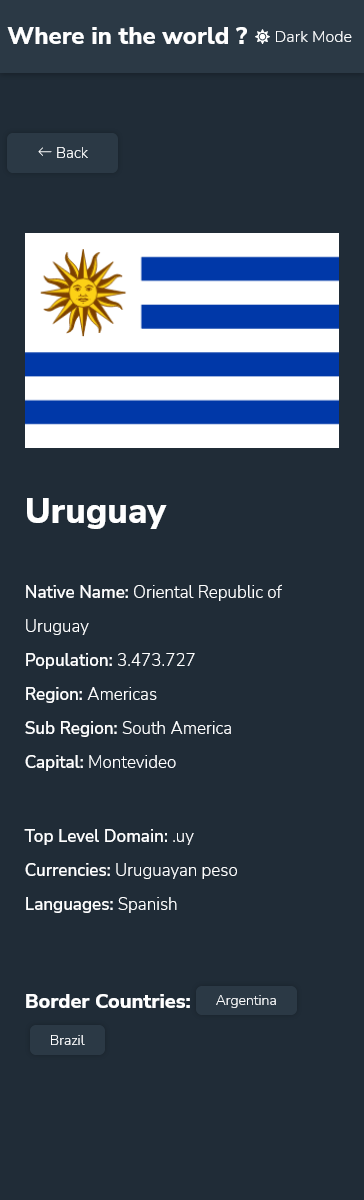 Where in the world ? Dark Mode
← Back
Uruguay
Native Name: Oriental Republic of
Uruguay
Population: 3.473.727
Region: Americas
Sub Region: South America
Capital: Montevideo
Top Level Domain: .uy
Currencies: Uruguayan peso
Languages: Spanish
Border Countries: Argentina
Brazil